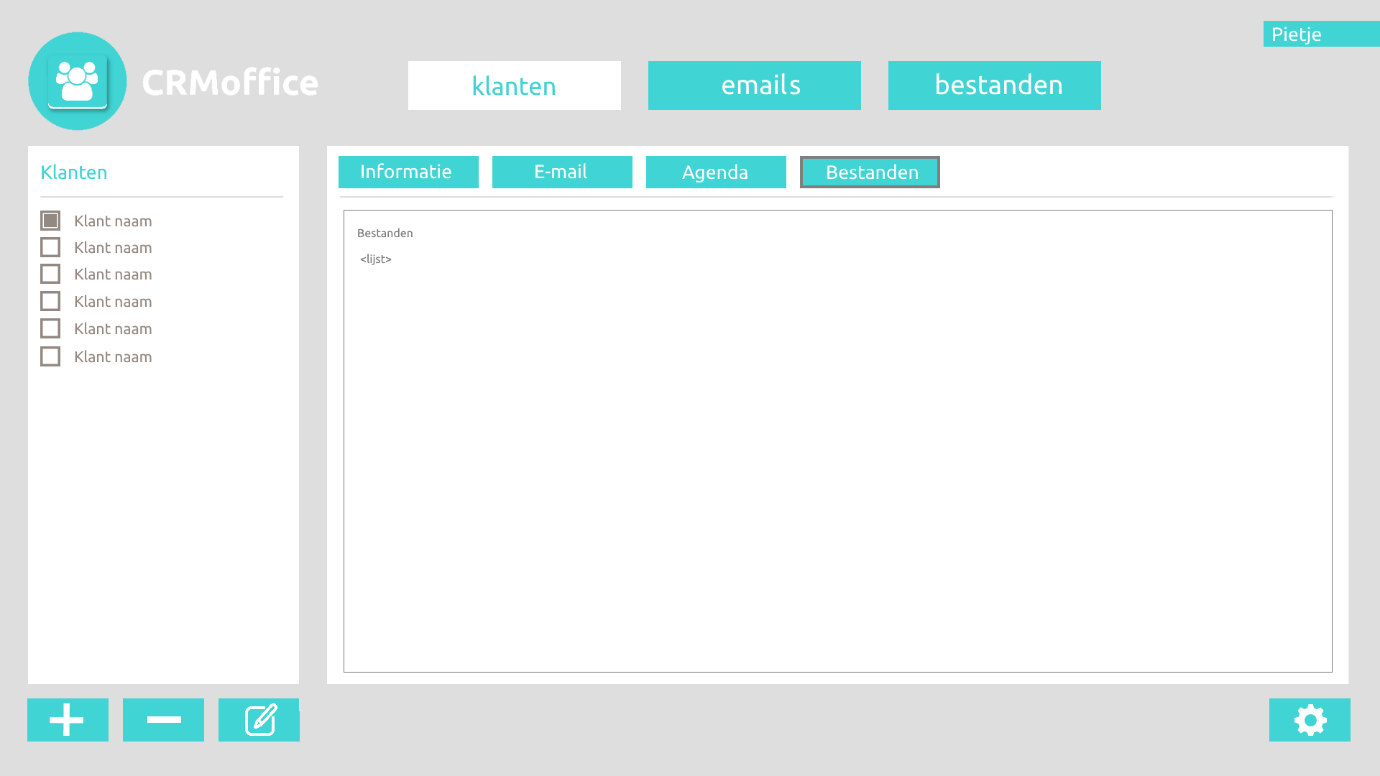 Pietje
CRMoffice
klanten
emails
bestanden
Klanten
Klant naam
Klant naam
Klant naam
Klant naam
Klant naam
Klant naam
Informatie
E-mail
Agenda
Bestanden
Bestanden
<lijst>